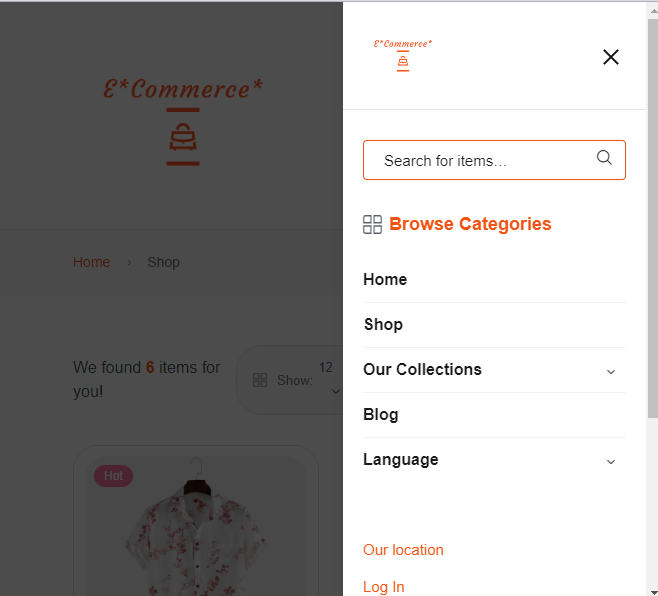 E*Commerce*
Home > Shop
We found 6 items for
you!
Show:
12
Hot
E*Commerce*
Search for items…
Browse Categories
Home
Shop
Our Collections
Blog
Language
Our location
Log In